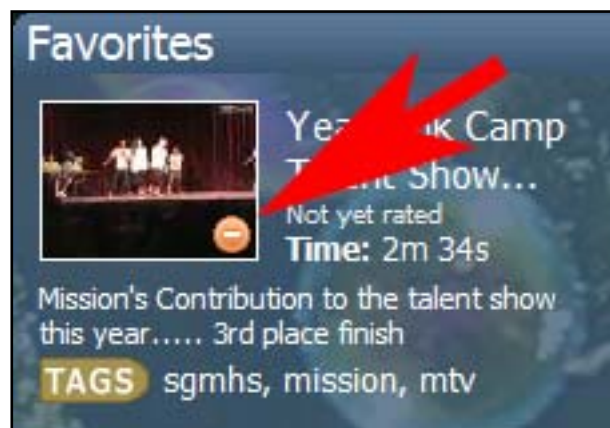 Favorites
Camp
Show...
Not yet rated
Time: 2m 34s
Mission's Contribution to the talent show
this year..... 3rd place finish
TAGS sgmhs, mission, mtv